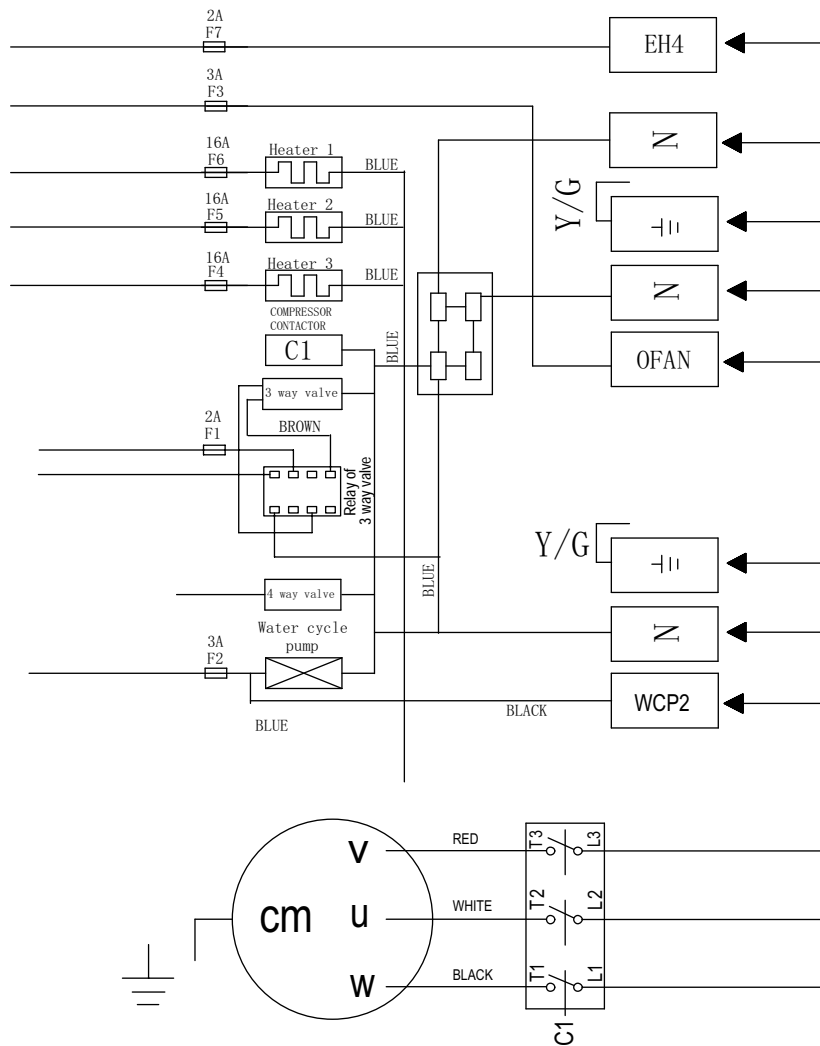 2A
F7
EH4
3A
F3
N
16A
F6
Heater 1
BLUE
Y/G
16A
F5
Heater 2
BLUE
16A
F4
Heater 3
BLUE
N
COMPRESSOR
CONTACTOR
C1
BLUE
OFAN
3 way valve
2A
F1
BROWN
Relay of
3 way valve
Y/G
BLUE
4 way valve
Water cycle
pump
N
3A
F2
WCP2
BLUE
BLACK
cm
v
RED
T3
L3
u
WHITE
T2
L2
w
BLACK
T1
L1
C1